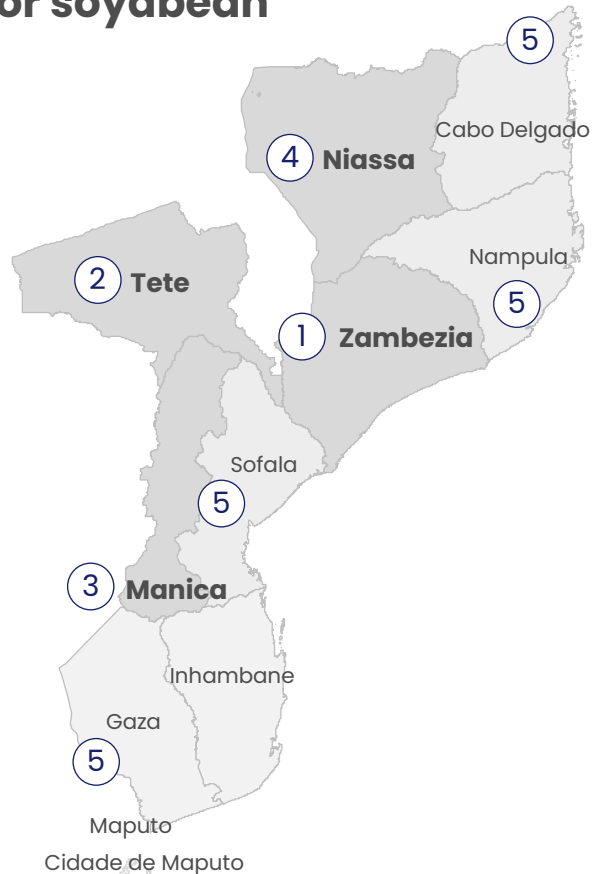 or soyabean
5
Cabo Delgado
4 Niassa
Nampula
2 Tete
5
1 Zambezia
Sofala
5
3 Manica
Inhambane
Gaza
5
Maputo
Cidade de Maputo